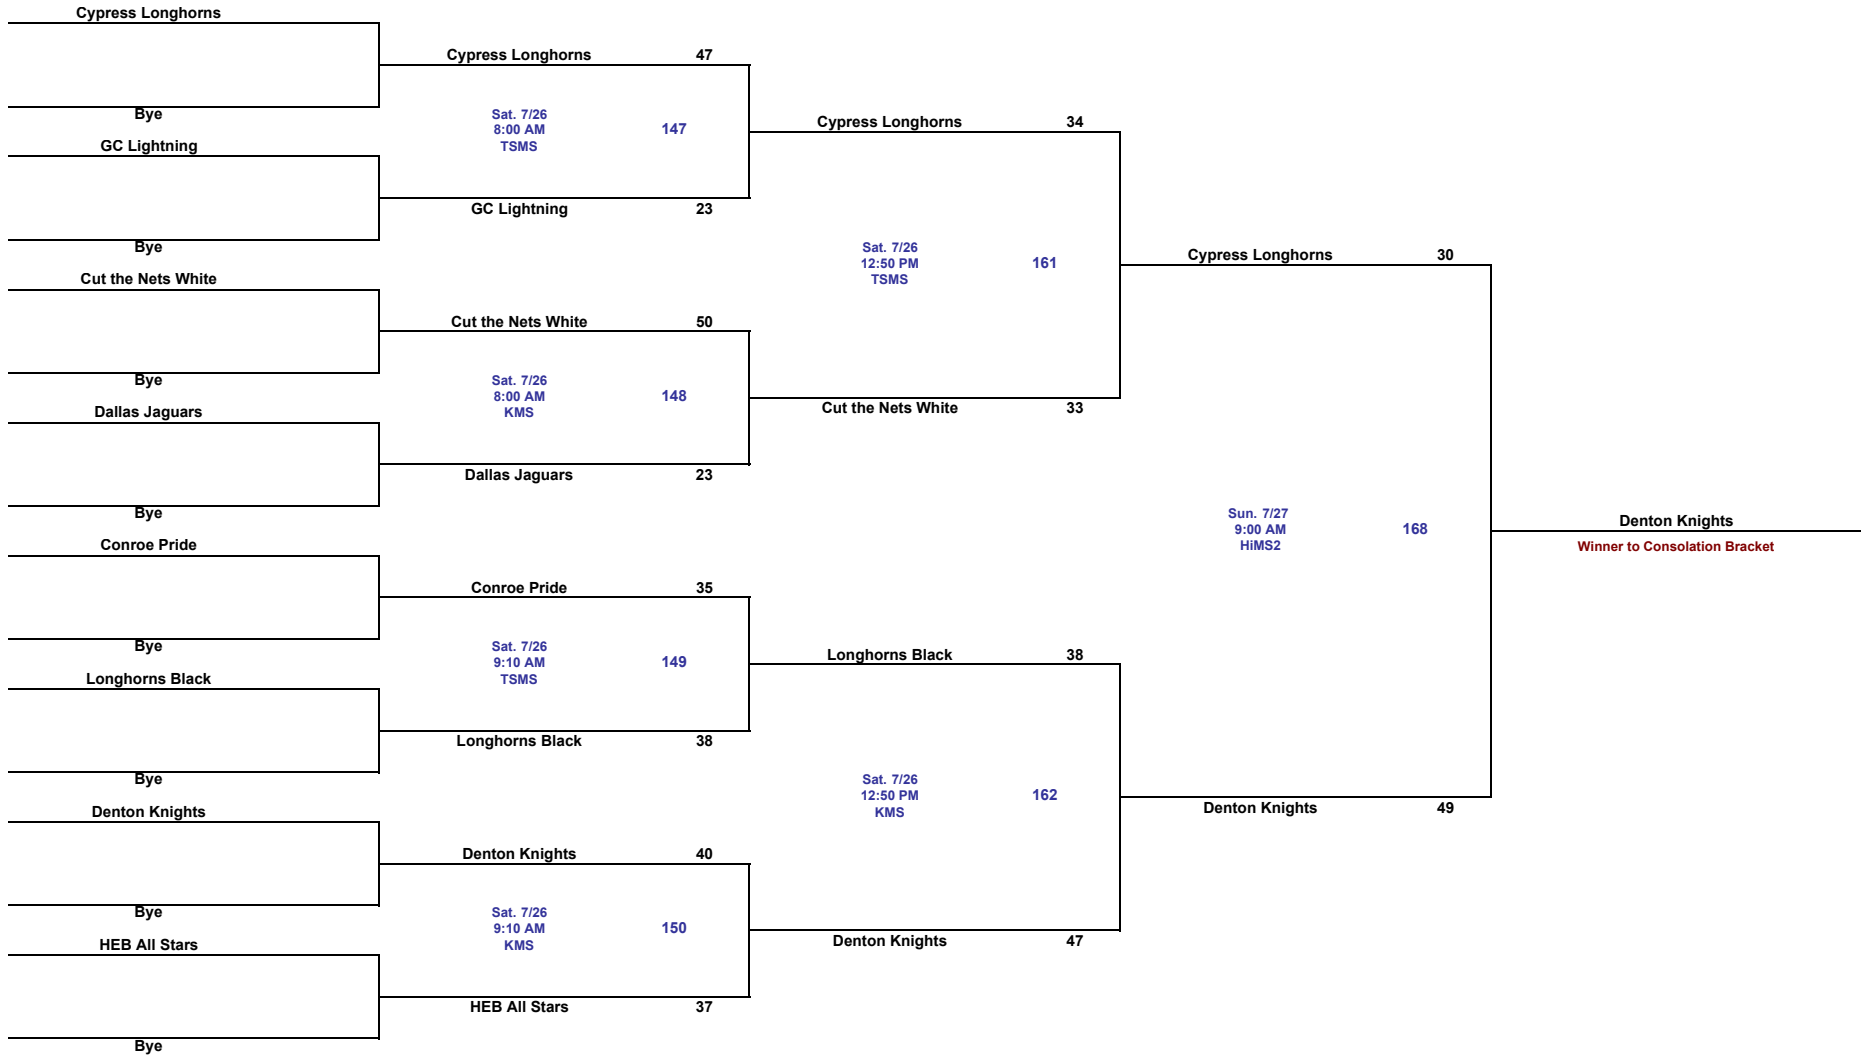 Cypress Longhorns
Bye
GC Lightning
Bye
Cut the Nets White
Bye
Dallas Jaguars
Bye
Conroe Pride
Bye
Longhorns Black
Bye
Denton Knights
Bye
HEB All Stars
Bye
Cypress Longhorns 47
Sat. 7/26
8:00 AM 147
TSMS
GC Lightning 23
Cut the Nets White 50
Sat. 7/26
8:00 AM 148
KMS
Dallas Jaguars 23
Conroe Pride 35
Sat. 7/26
9:10 AM 149
TSMS
Longhorns Black 38
Denton Knights 40
Sat. 7/26
9:10 AM 150
KMS
HEB All Stars 37
Cypress Longhorns 34
Sat. 7/26
12:50 PM 161
TSMS
Cut the Nets White 33
Longhorns Black 38
Sat. 7/26
12:50 PM 162
KMS
Denton Knights 47
Cypress Longhorns 30
Sun. 7/27
9:00 AM 168
HiMS2
Denton Knights 49
Denton Knights
Winner to Consolation Bracket